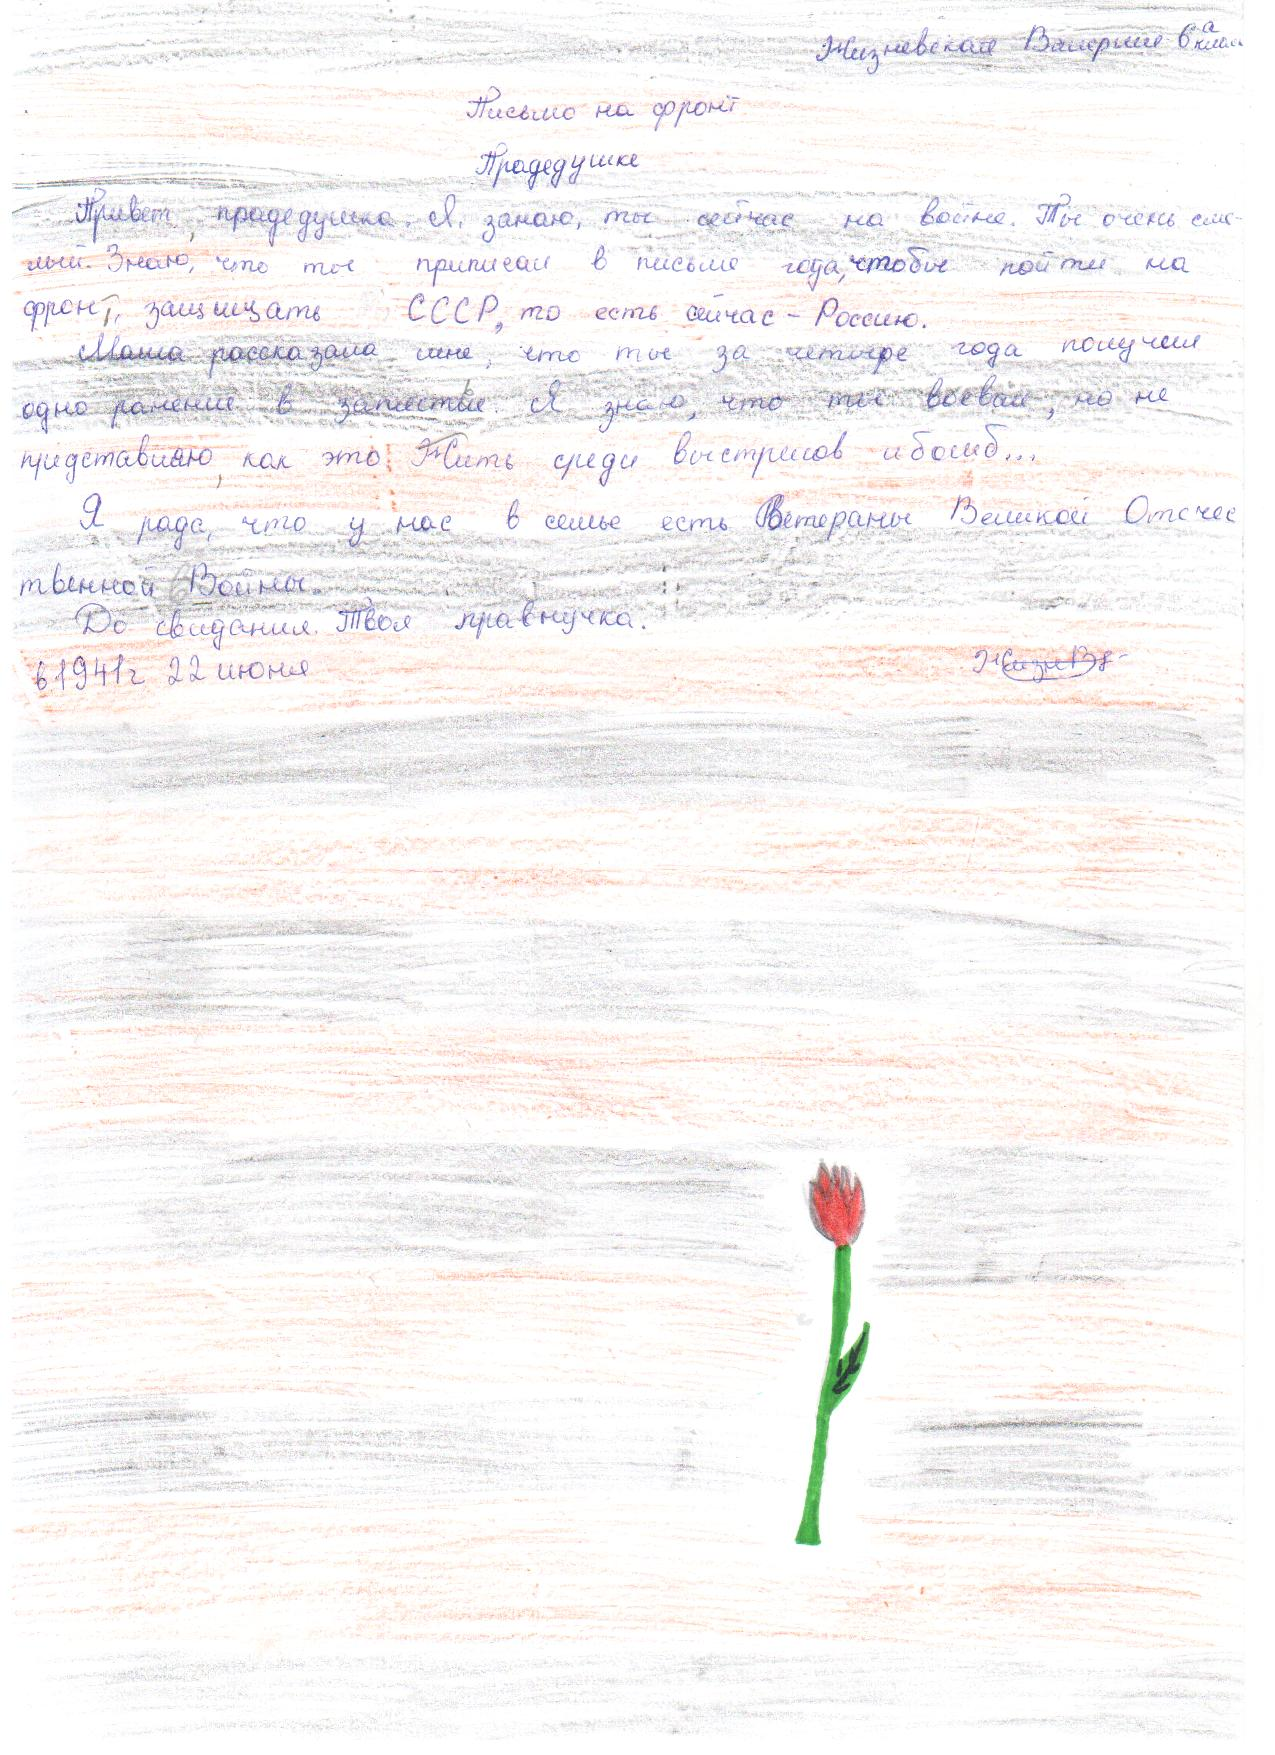 Жизневская Валерия 6 а класс
Письмо на фронт
Прадедушке
Привет, прадедушка. Я знаю, ты сейчас на войне. Ты очень сме-
лый. Знаю, что ты приписал в письме года, чтобы пойти на
фронт, защищать СССР, то есть сейчас - Россию.
Мама рассказала мне, что ты за четыре года получил
одно ранение в запястье. Я знаю, что ты воевал, но не
представляю, как это! Жить среди выстрелов и бомб...
Я рада, что у нас в семье есть Ветераны Великой Отечес
твенной Войны.
До свидания. Твоя правнучка.
в 1941г 22 июня